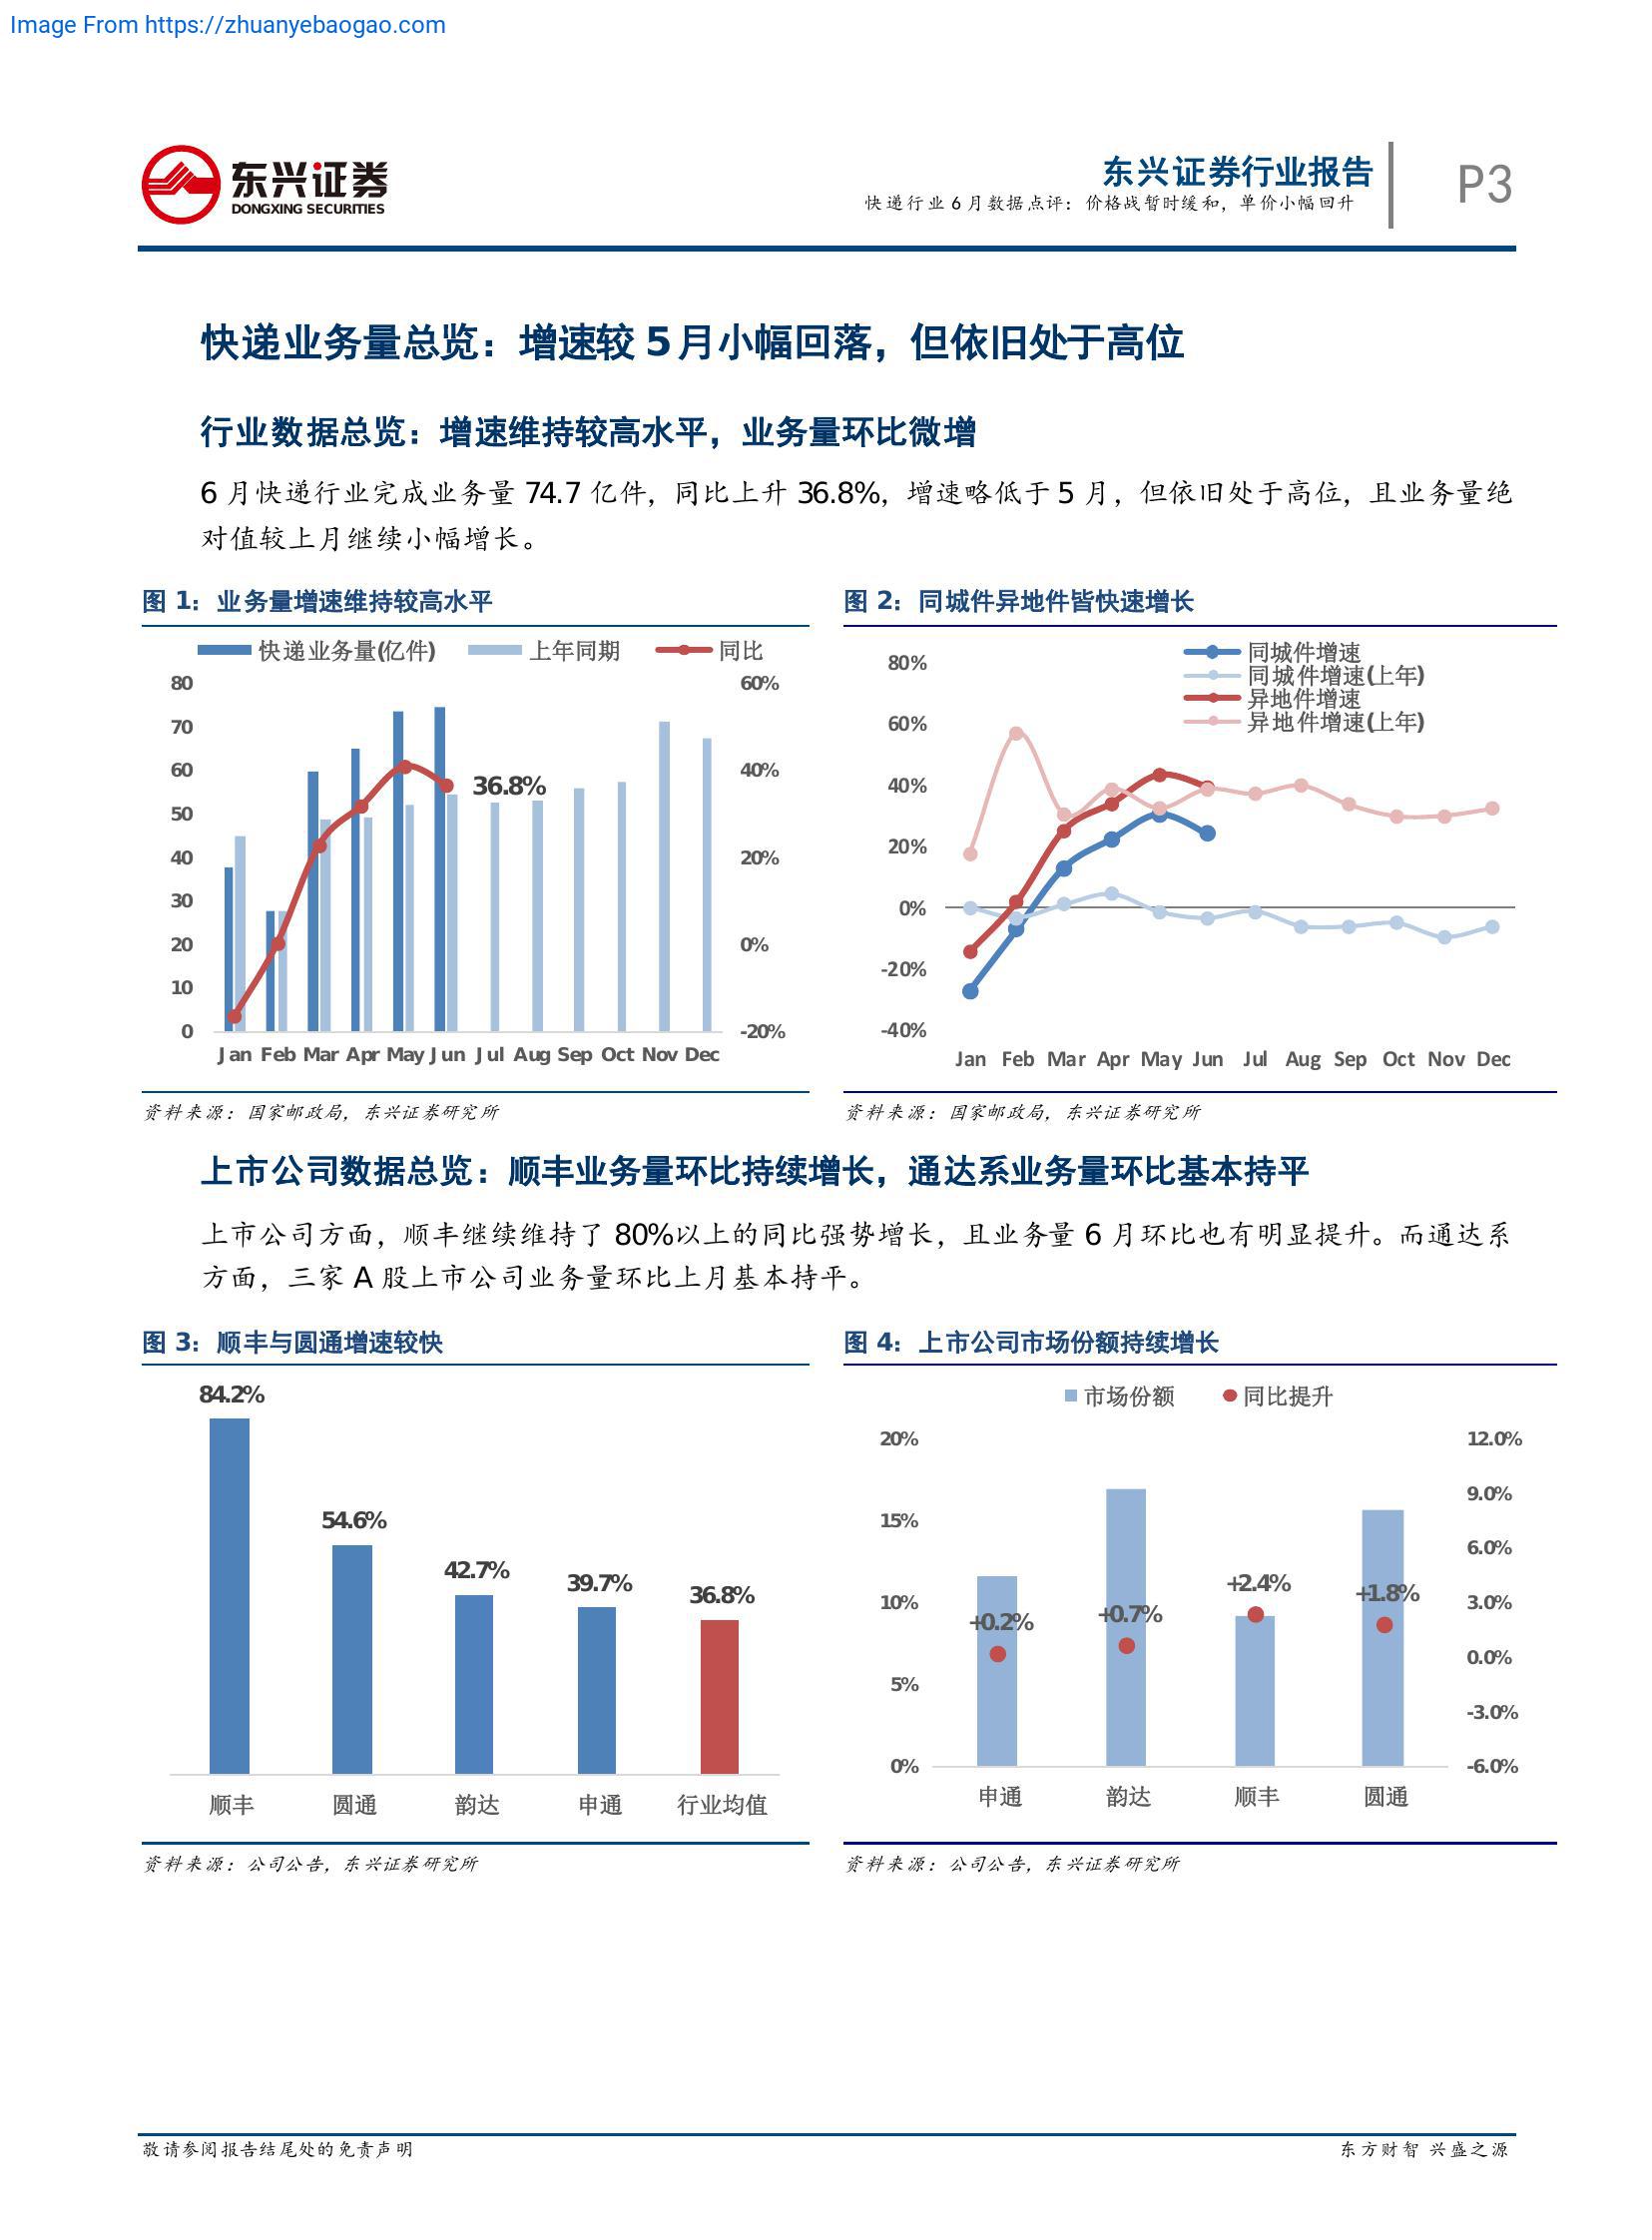 Image From https://zhuanyebaogao.com
东兴证券
DONGXING SECURITIES
东兴证券行业报告
快递行业 6 月数据点评：价格战暂时缓和，单价小幅回升
P3
快递业务量总览：增速较 5 月小幅回落，但依旧处于高位
行业数据总览：增速维持较高水平，业务量环比微增
6 月快递行业完成业务量 74.7 亿件，同比上升 36.8%，增速略低于 5 月，但依旧处于高位，且业务量绝
对值较上月继续小幅增长。
图 1：业务量增速维持较高水平
快递业务量(亿件) 上年同期 同比
80
70
60
50
40
30
20
10
0
60%
40%
20%
0%
-20%
36.8%
Jan Feb Mar Apr May Jun Jul Aug Sep Oct Nov Dec
资料来源：国家邮政局，东兴证券研究所
图 2：同城件异地件皆快速增长
同城件增速
同城件增速(上年)
异地件增速
异地件增速(上年)
80%
60%
40%
20%
0%
-20%
-40%
Jan Feb Mar Apr May Jun Jul Aug Sep Oct Nov Dec
资料来源：国家邮政局，东兴证券研究所
上市公司数据总览：顺丰业务量环比持续增长，通达系业务量环比基本持平
上市公司方面，顺丰继续维持了 80%以上的同比强势增长，且业务量 6 月环比也有明显提升。而通达系
方面，三家 A 股上市公司业务量环比上月基本持平。
图 3：顺丰与圆通增速较快
84.2%
54.6%
42.7%
39.7%
36.8%
顺丰 圆通 韵达 申通 行业均值
资料来源：公司公告，东兴证券研究所
图 4：上市公司市场份额持续增长
市场份额 同比提升
20%
15%
10%
5%
0%
12.0%
9.0%
6.0%
3.0%
0.0%
-3.0%
-6.0%
+0.2%
+0.7%
+2.4%
+1.8%
申通 韵达 顺丰 圆通
资料来源：公司公告，东兴证券研究所
敬请参阅报告结尾处的免责声明
东方财智 兴盛之源